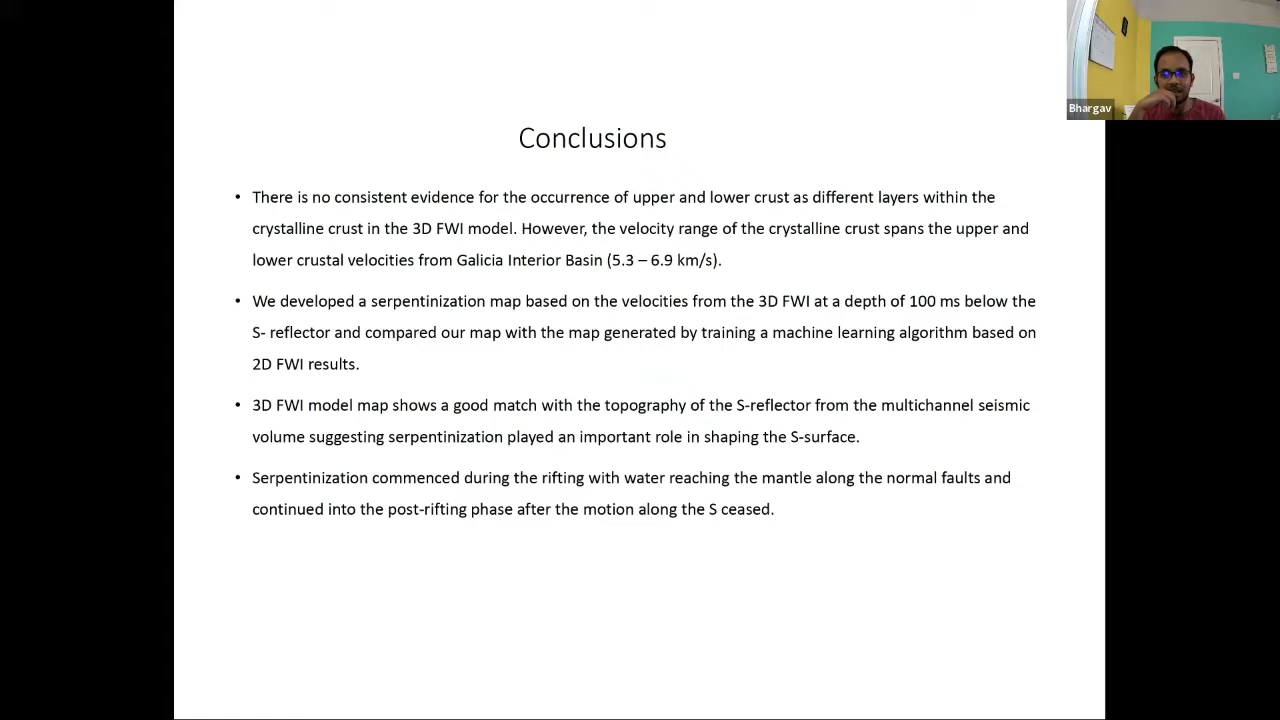 Conclusions
• There is no consistent evidence for the occurrence of upper and lower crust as different layers within the
crystalline crust in the 3D FWI model. However, the velocity range of the crystalline crust spans the upper and
lower crustal velocities from Galicia Interior Basin (5.3 – 6.9 km/s).
• We developed a serpentinization map based on the velocities from the 3D FWI at a depth of 100 ms below the
S- reflector and compared our map with the map generated by training a machine learning algorithm based on
2D FWI results.
• 3D FWI model map shows a good match with the topography of the S-reflector from the multichannel seismic
volume suggesting serpentinization played an important role in shaping the S-surface.
• Serpentinization commenced during the rifting with water reaching the mantle along the normal faults and
continued into the post-rifting phase after the motion along the S ceased.
Bhargav